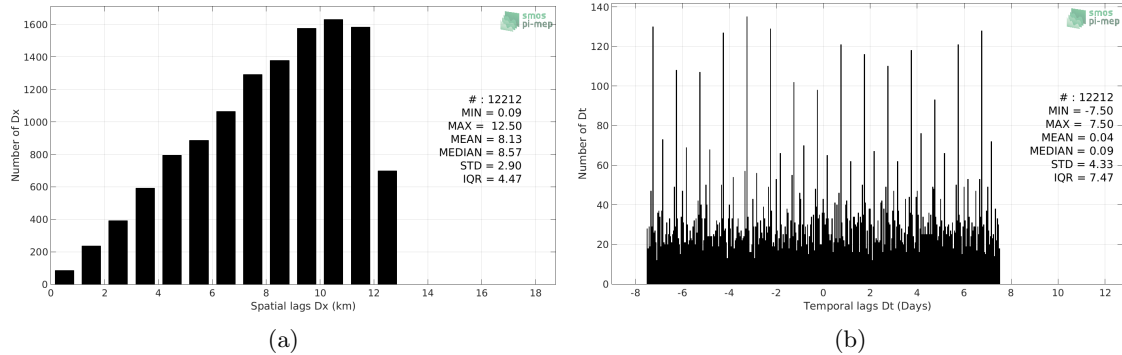 1600
1400
1200
1000
800
600
400
200
0
Number of Dx
0 2 4 6 8 10 12 14 16 18
Spatial lags Dx (km)
smos
pi-mep
# : 12212
MIN = 0.09
MAX = 12.50
MEAN = 8.13
MEDIAN = 8.57
STD = 2.90
IQR = 4.47
(a)
140
120
100
80
60
40
20
0
Number of Dt
-8 -6 -4 -2 0 2 4 6 8 10 12
Temporal lags Dt (Days)
smos
pi-mep
# : 12212
MIN = -7.50
MAX = 7.50
MEAN = 0.04
MEDIAN = 0.09
STD = 4.33
IQR = 7.47
(b)